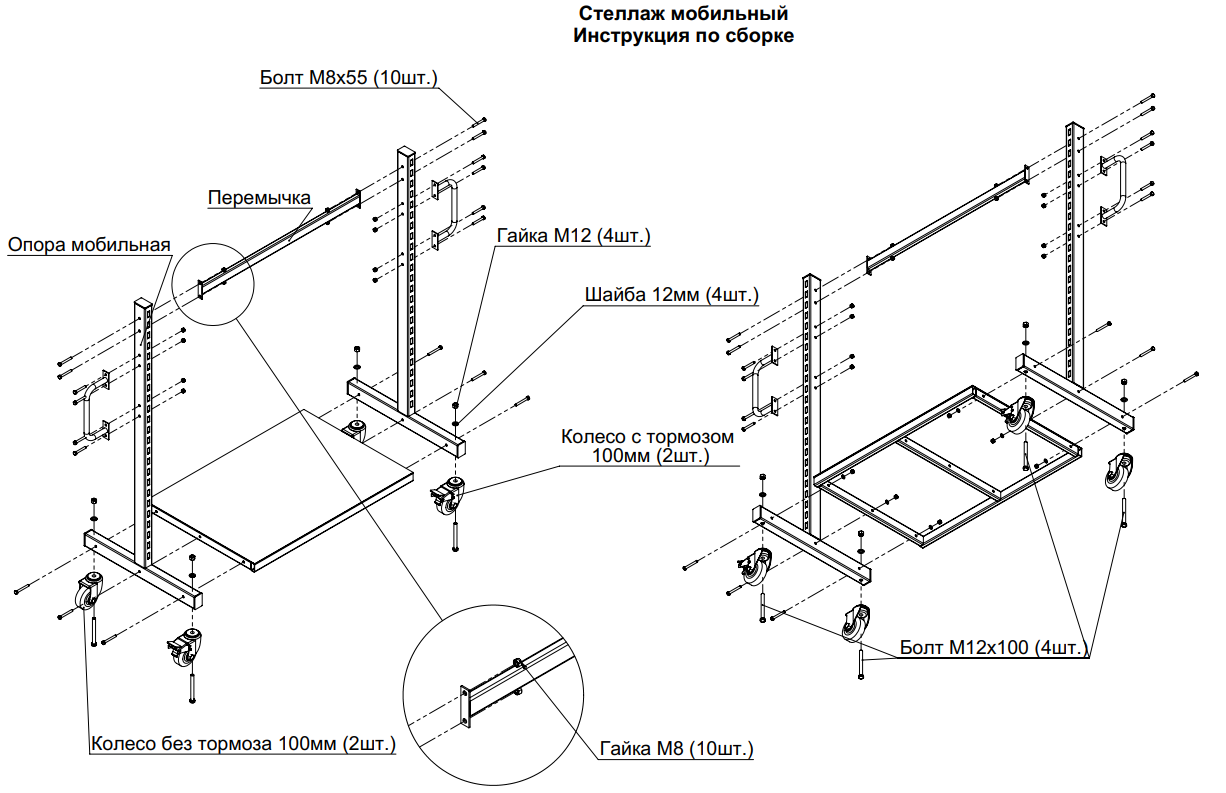 Стеллаж мобильный
Инструкция по сборке
Болт М8х55 (10шт.)
Перемычка
Опора мобильная
Гайка М12 (4шт.)
Шайба 12мм (4шт.)
Колесо с тормозом
100мм (2шт.)
Болт М12х100 (4шт.)
Колесо без тормоза 100мм (2шт.)
Гайка М8 (10шт.)